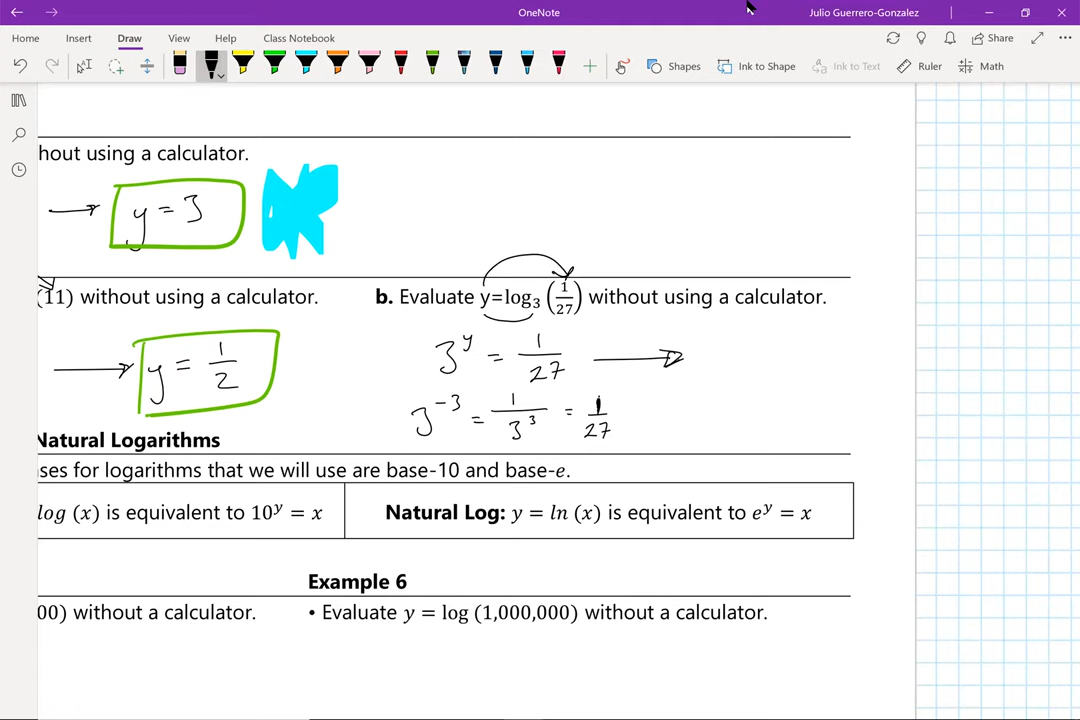 OneNote
Julio Guerrero-Gonzalez
Home Insert Draw View Help Class Notebook
Share
Shapes Ink to Shape Ink to Text Ruler Math
hout using a calculator.
y = 3
(11) without using a calculator.
b. Evaluate y=log₃ (1/27) without using a calculator.
y = 1/2
3^y = 1/27
3^-3 = 1/3^3 = 1/27
Natural Logarithms
ses for logarithms that we will use are base-10 and base-e.
log (x) is equivalent to 10^y = x
Natural Log: y = ln (x) is equivalent to e^y = x
Example 6
00) without a calculator.
• Evaluate y = log (1,000,000) without a calculator.